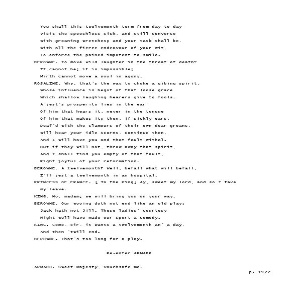 You shall this twelvemonth term from day to day
Visit the speechless sick, and still converse
With groaning wretches; and your task shall be,
With all the fierce endeavour of your wit
To enforce the pained impotent to smile.
BEROWNE. To move wild laughter in the throat of death?
It cannot be; it is impossible;
Mirth cannot move a soul in agony.
ROSALINE. Why, that's the way to choke a gibing spirit,
Whose influence is begot of that loose grace
Which shallow laughing hearers give to fools.
A jest's prosperity lies in the ear
Of him that hears it, never in the tongue
Of him that makes it; then, if sickly ears,
Deaf'd with the clamours of their own dear groans,
Will hear your idle scorns, continue then,
And I will have you and that fault withal.
But if they will not, throw away that spirit,
And I shall find you empty of that fault,
Right joyful of your reformation.
BEROWNE. A twelvemonth? Well, befall what will befall,
I'll jest a twelvemonth in an hospital.
PRINCESS OF FRANCE. [To the King] Ay, sweet my lord, and so I take
my leave.
KING. No, madam; we will bring you on your way.
BEROWNE. Our wooing doth not end like an old play:
Jack hath not Jill. These ladies' courtesy
Might well have made our sport a comedy.
KING. Come, sir, it wants a twelvemonth an' a day,
And then 'twill end.
BEROWNE. That's too long for a play.
Re-enter ARMADO
ARMADO. Sweet Majesty, vouchsafe me-